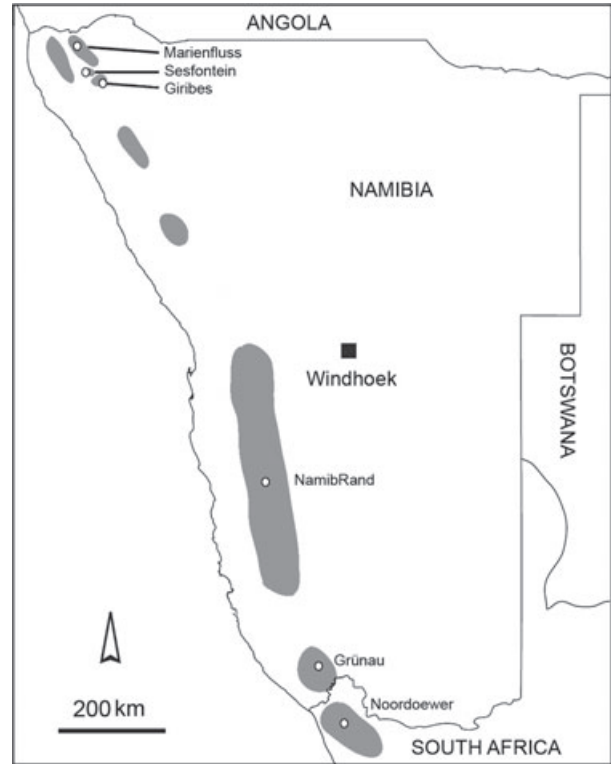 ANGOLA
Marienfluss
Sesfontein
Giribes
NAMIBIA
Windhoek
BOTSWANA
NamibRand
Grünau
Noordoewer
200 km
SOUTH AFRICA